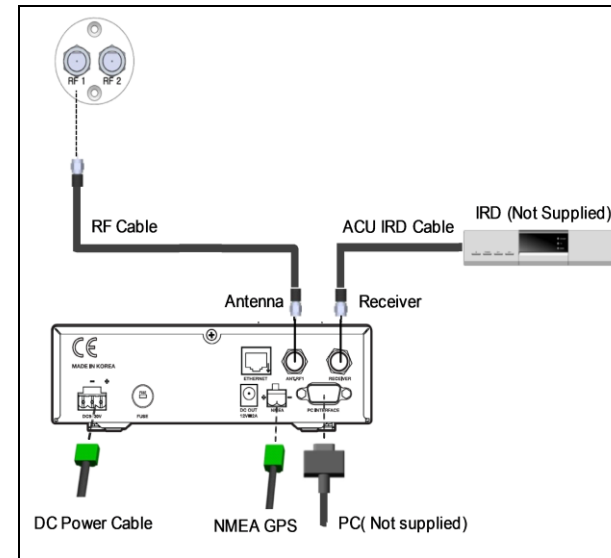 RF 1 RF 2
IRD (Not Supplied)
RF Cable
ACU IRD Cable
Antenna
Receiver
CE
MADE IN KOREA
ETHERNET
ANT/RF1
RECEIVER
- +
+ -
DC OUT
NMEA
PC INTERFACE
FUSE
DC Power Cable
NMEA GPS
PC( Not supplied)